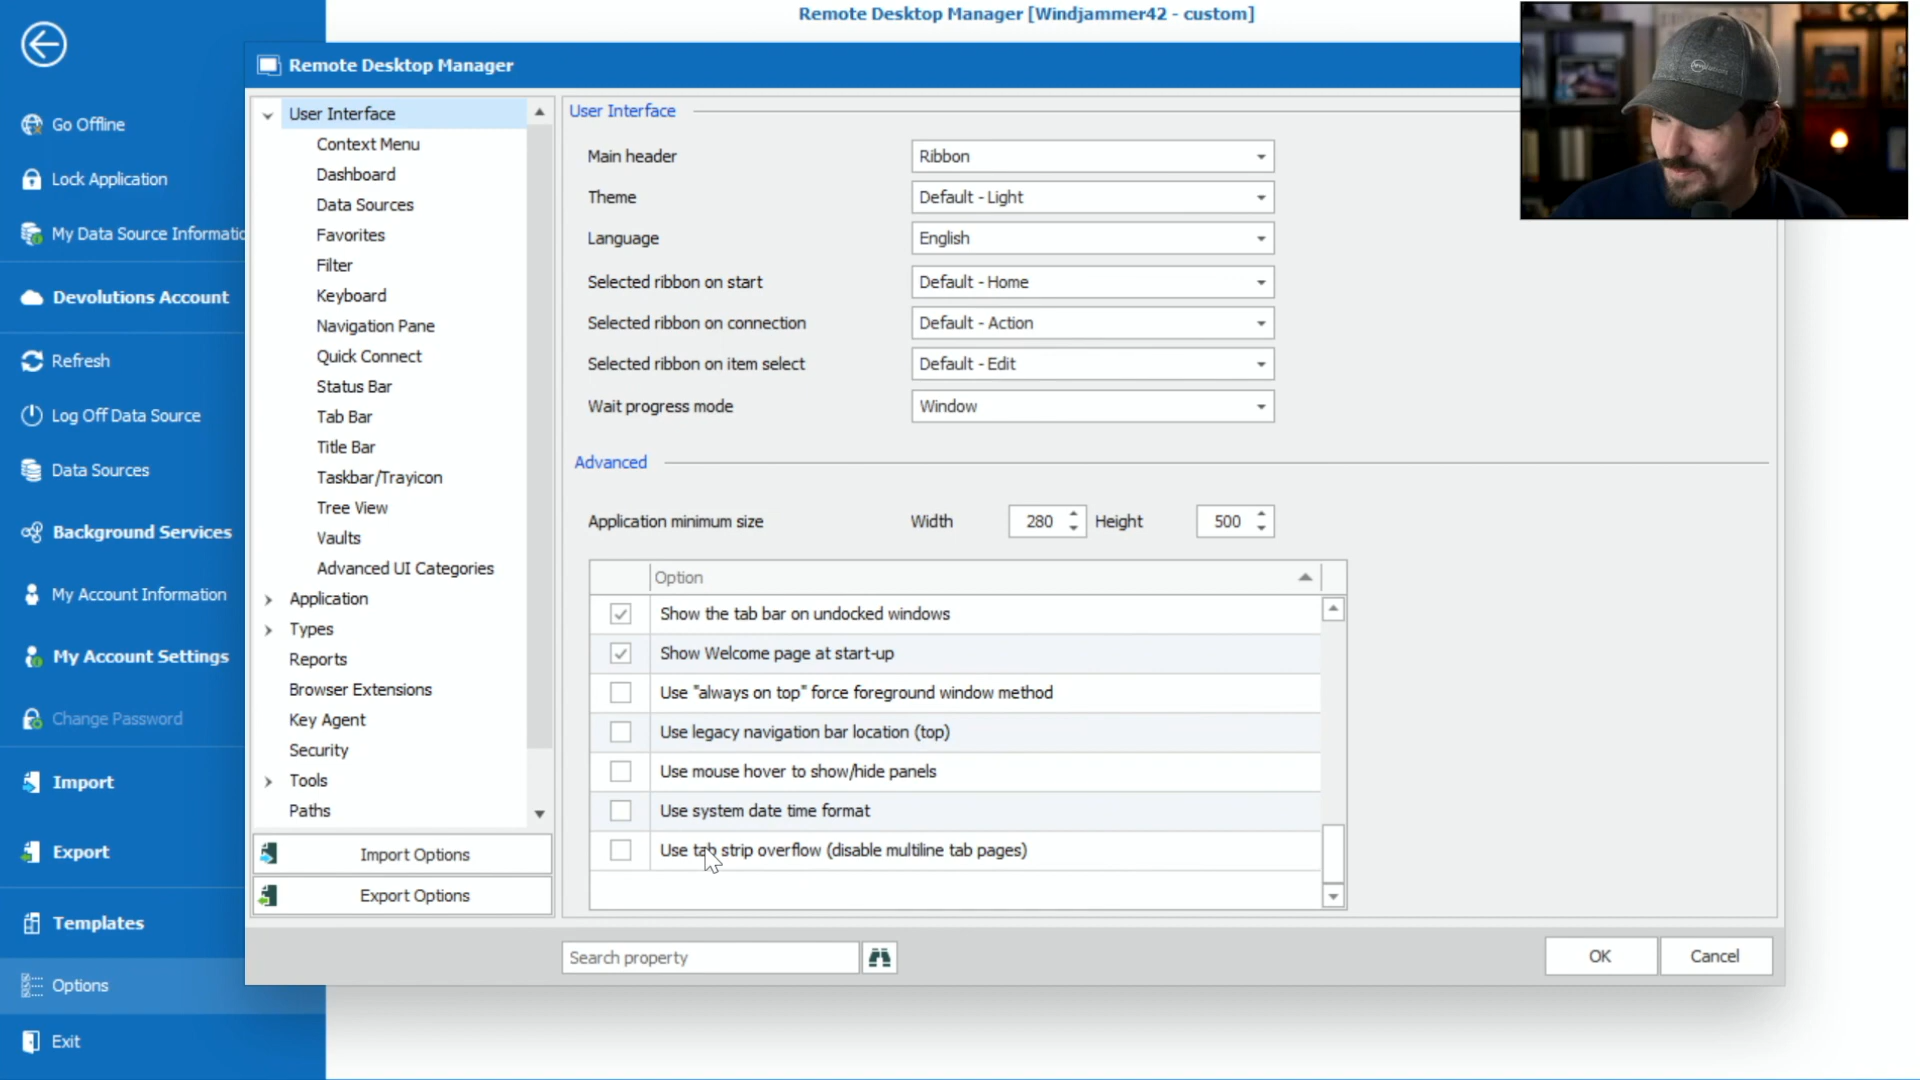 Remote Desktop Manager [Windjammer42 - custom]
Remote Desktop Manager
Go Offline
Lock Application
My Data Source Informatio
Devolutions Account
Refresh
Log Off Data Source
Data Sources
Background Services
My Account Information
My Account Settings
Change Password
Import
Export
Templates
Options
Exit
User Interface
Context Menu
Dashboard
Data Sources
Favorites
Filter
Keyboard
Navigation Pane
Quick Connect
Status Bar
Tab Bar
Title Bar
Taskbar/Trayicon
Tree View
Vaults
Advanced UI Categories
Application
Types
Reports
Browser Extensions
Key Agent
Security
Tools
Paths
Import Options
Export Options
User Interface
Main header Ribbon
Theme Default - Light
Language English
Selected ribbon on start Default - Home
Selected ribbon on connection Default - Action
Selected ribbon on item select Default - Edit
Wait progress mode Window
Advanced
Application minimum size Width 280 Height 500
Option
Show the tab bar on undocked windows
Show Welcome page at start-up
Use "always on top" force foreground window method
Use legacy navigation bar location (top)
Use mouse hover to show/hide panels
Use system date time format
Use tab strip overflow (disable multiline tab pages)
Search property
OK Cancel